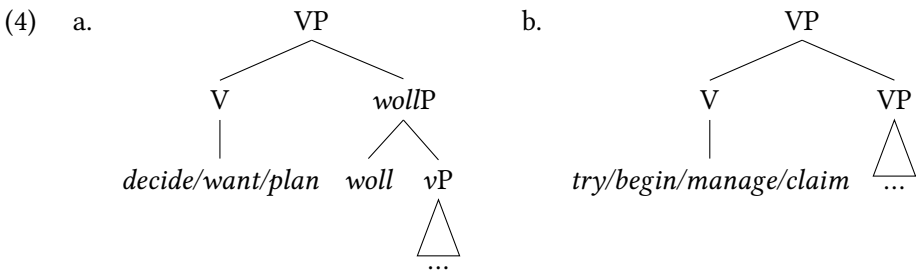 (4) a. VP b. VP
V wollP V VP
decide/want/plan woll vP try/begin/manage/claim ...
...